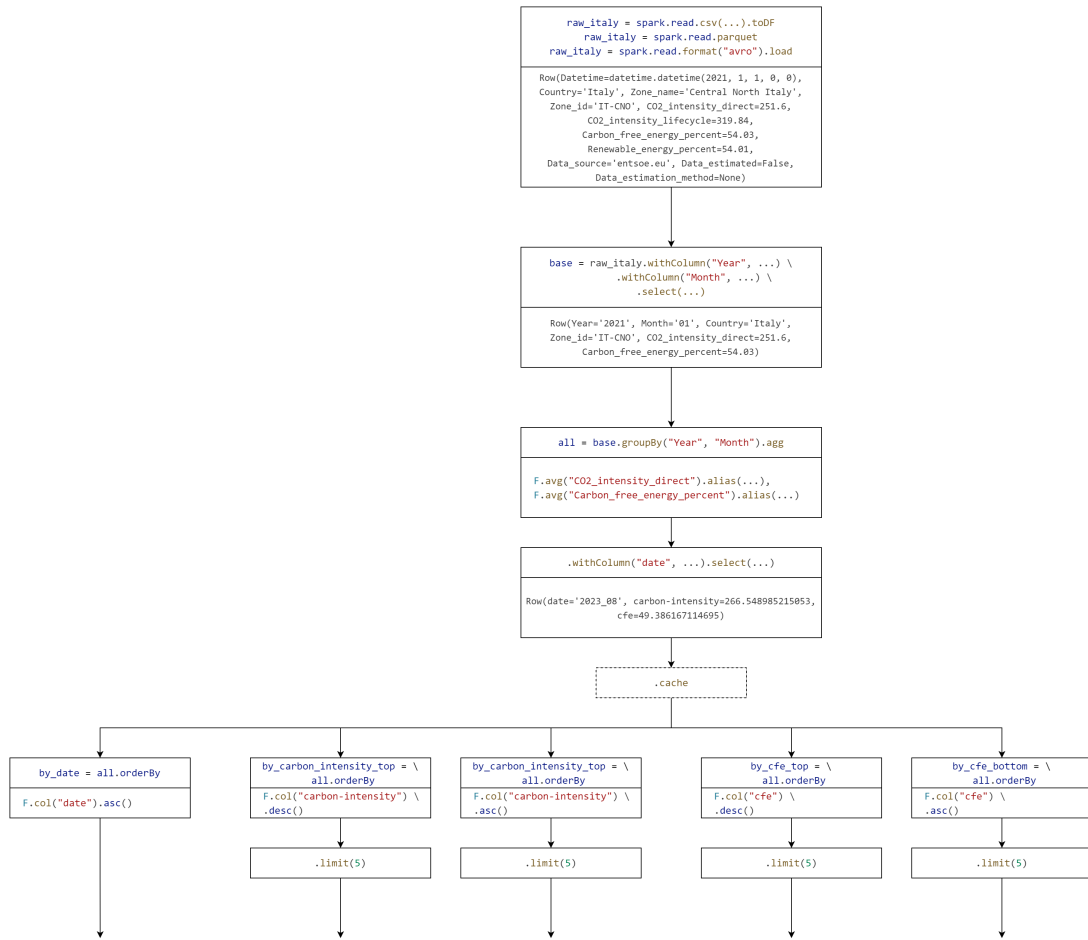 raw_italy = spark.read.csv(...).toDF
raw_italy = spark.read.parquet
raw_italy = spark.read.format("avro").load
Row(Datetime=datetime.datetime(2021, 1, 1, 0, 0),
Country='Italy', Zone_name='Central North Italy',
Zone_id='IT-CNO', CO2_intensity_direct=251.6,
CO2_intensity_lifecycle=319.84,
Carbon_free_energy_percent=54.03,
Renewable_energy_percent=54.01,
Data_source='entsoe.eu', Data_estimated=False,
Data_estimation_method=None)
base = raw_italy.withColumn("Year", ...) \
.withColumn("Month", ...) \
.select(...)
Row(Year='2021', Month='01', Country='Italy',
Zone_id='IT-CNO', CO2_intensity_direct=251.6,
Carbon_free_energy_percent=54.03)
all = base.groupBy("Year", "Month").agg
F.avg("CO2_intensity_direct").alias(...),
F.avg("Carbon_free_energy_percent").alias(...)
.withColumn("date", ...).select(...)
Row(date='2023_08', carbon-intensity=266.548985215053,
cfe=49.386167114695)
.cache
by_date = all.orderBy
F.col("date").asc()
by_carbon_intensity_top = \
all.orderBy
F.col("carbon-intensity") \
.desc()
.limit(5)
by_carbon_intensity_top = \
all.orderBy
F.col("carbon-intensity") \
.asc()
.limit(5)
by_cfe_top = \
all.orderBy
F.col("cfe") \
.desc()
.limit(5)
by_cfe_bottom = \
all.orderBy
F.col("cfe") \
.asc()
.limit(5)